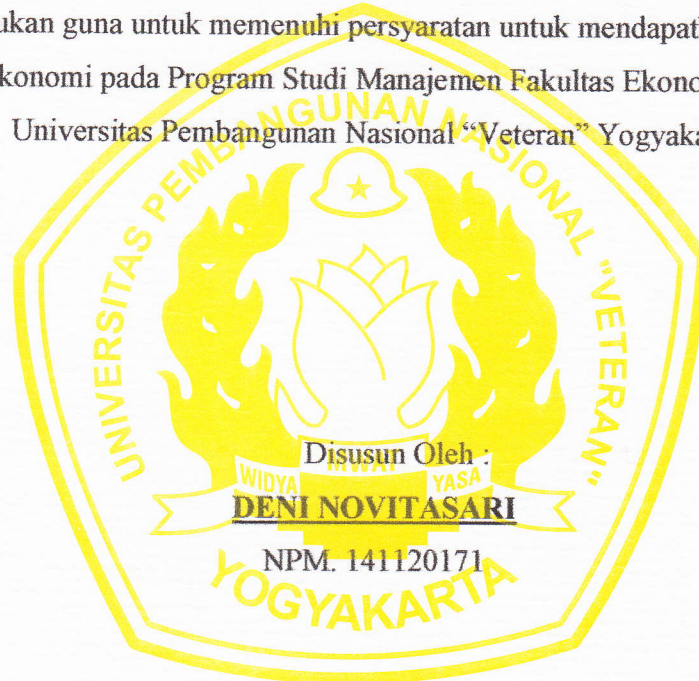 ukan guna untuk memenuhi persyaratan untuk mendapat
konomi pada Program Studi Manajemen Fakultas Ekono
Universitas Pembangunan Nasional “Veteran” Yogyaka
UNIVERSITAS PEMBANGUNAN NASIONAL "VETERAN"
Disusun Oleh :
WIDYA MWAT YASA
DENI NOVITASARI
NPM. 141120171
YOGYAKARTA